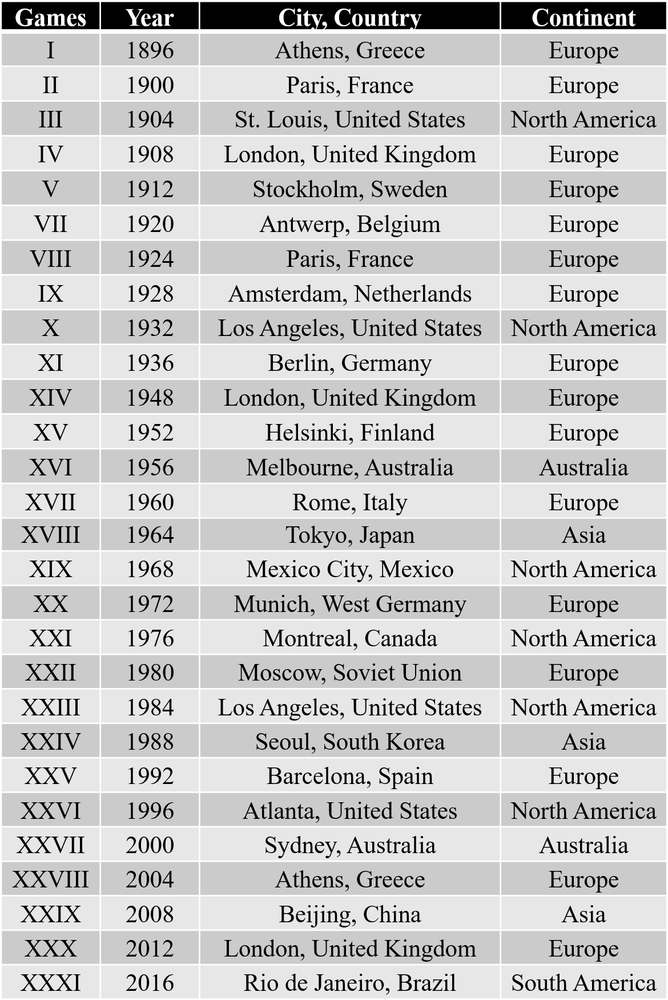 Games Year City, Country Continent
I 1896 Athens, Greece Europe
II 1900 Paris, France Europe
III 1904 St. Louis, United States North America
IV 1908 London, United Kingdom Europe
V 1912 Stockholm, Sweden Europe
VII 1920 Antwerp, Belgium Europe
VIII 1924 Paris, France Europe
IX 1928 Amsterdam, Netherlands Europe
X 1932 Los Angeles, United States North America
XI 1936 Berlin, Germany Europe
XIV 1948 London, United Kingdom Europe
XV 1952 Helsinki, Finland Europe
XVI 1956 Melbourne, Australia Australia
XVII 1960 Rome, Italy Europe
XVIII 1964 Tokyo, Japan Asia
XIX 1968 Mexico City, Mexico North America
XX 1972 Munich, West Germany Europe
XXI 1976 Montreal, Canada North America
XXII 1980 Moscow, Soviet Union Europe
XXIII 1984 Los Angeles, United States North America
XXIV 1988 Seoul, South Korea Asia
XXV 1992 Barcelona, Spain Europe
XXVI 1996 Atlanta, United States North America
XXVII 2000 Sydney, Australia Australia
XXVIII 2004 Athens, Greece Europe
XXIX 2008 Beijing, China Asia
XXX 2012 London, United Kingdom Europe
XXXI 2016 Rio de Janeiro, Brazil South America